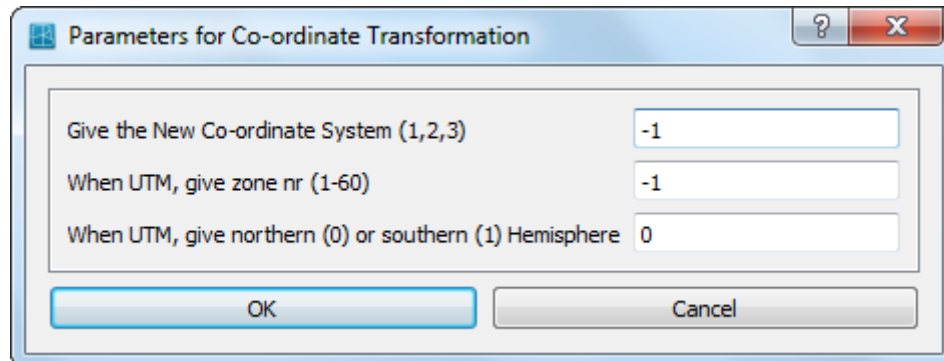 Parameters for Co-ordinate Transformation
Give the New Co-ordinate System (1,2,3) -1
When UTM, give zone nr (1-60) -1
When UTM, give northern (0) or southern (1) Hemisphere 0
OK Cancel